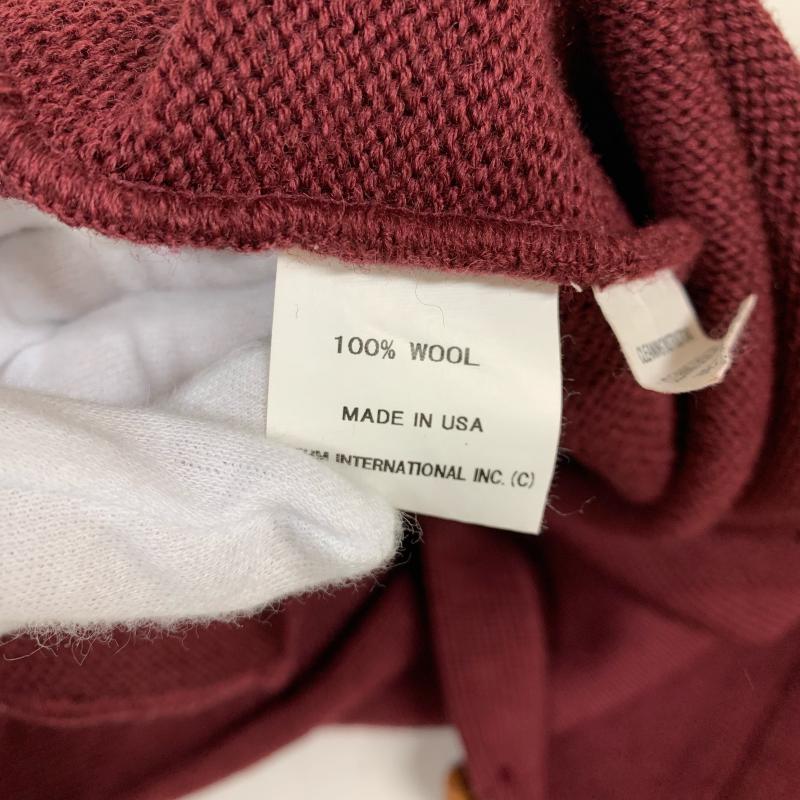 100% WOOL
MADE IN USA
INTERNATIONAL INC. (C)